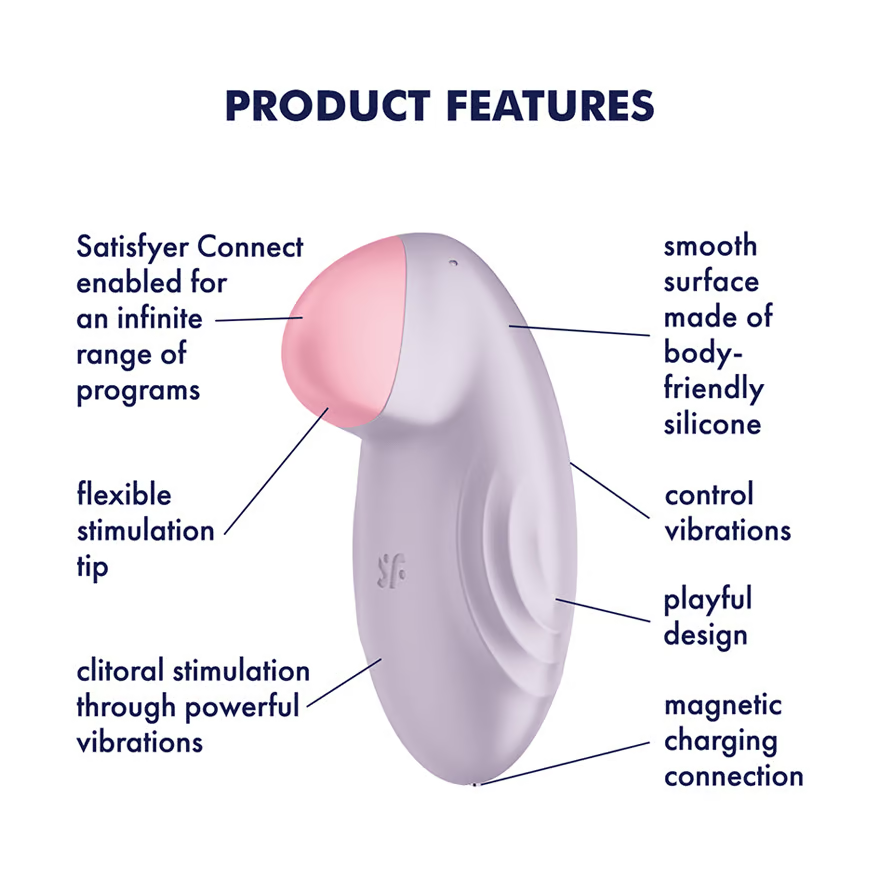 PRODUCT FEATURES
Satisfyer Connect
enabled for
an infinite
range of
programs
flexible
stimulation
tip
clitoral stimulation
through powerful
vibrations
smooth
surface
made of
body-
friendly
silicone
control
vibrations
playful
design
magnetic
charging
connection
sf.